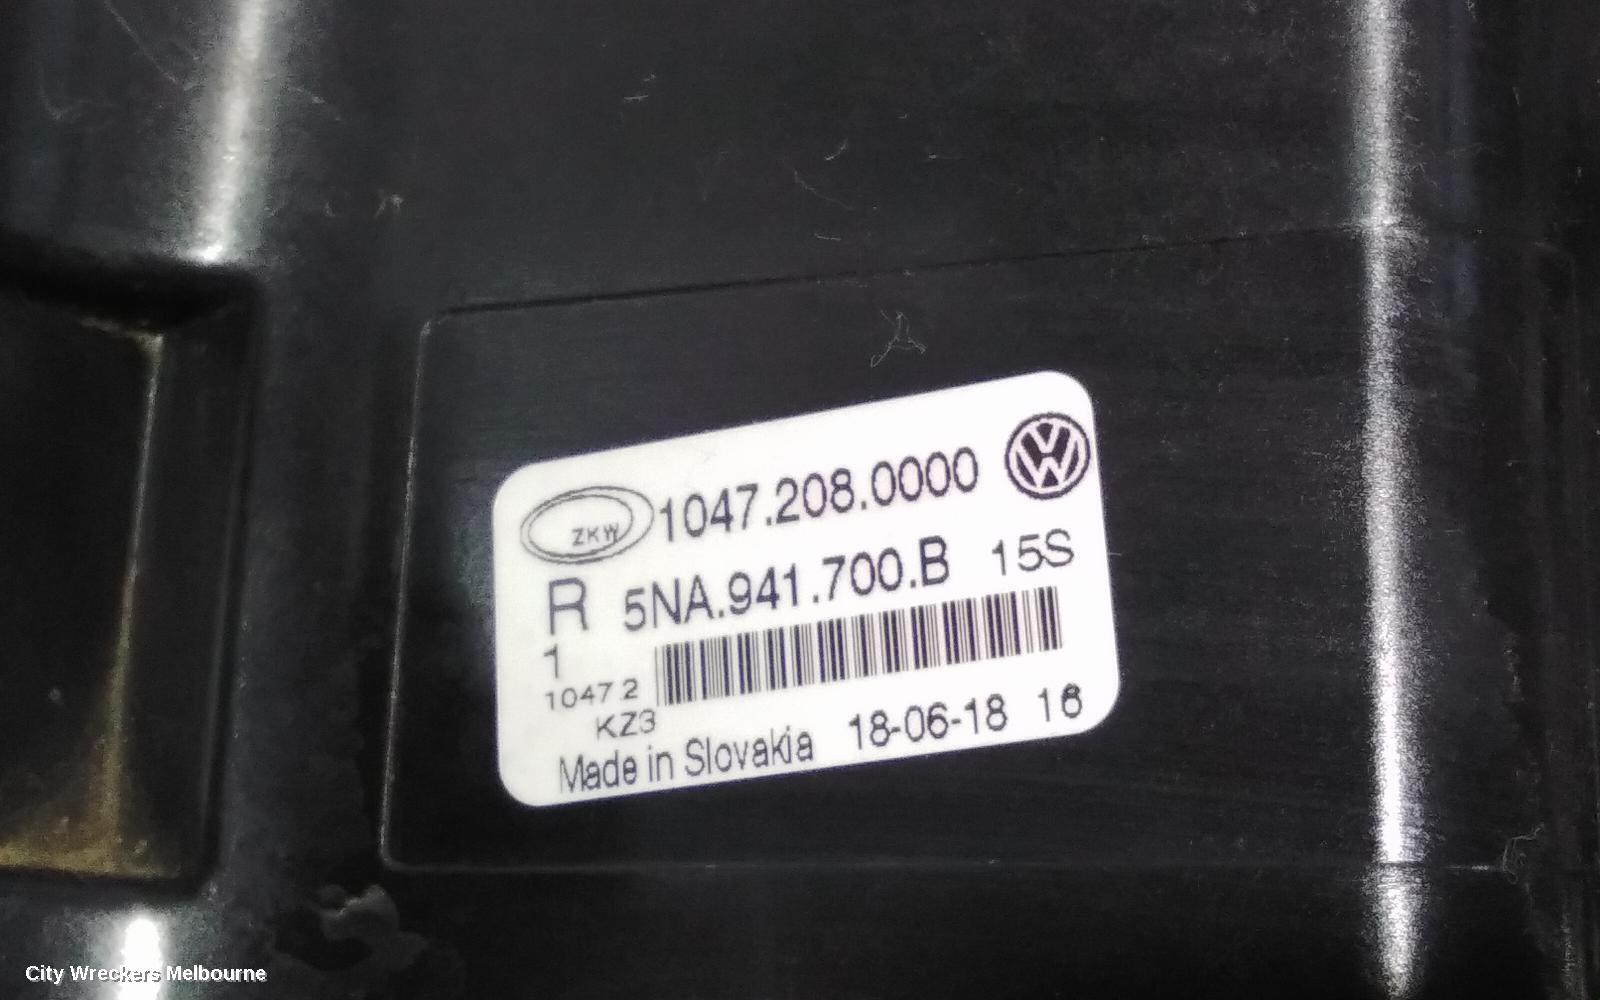 ZKW 1047.208.0000
R 5NA.941.700.B 15S
1
1047.2
KZ3
Made in Slovakia 18-06-18 16
City Wreckers Melbourne